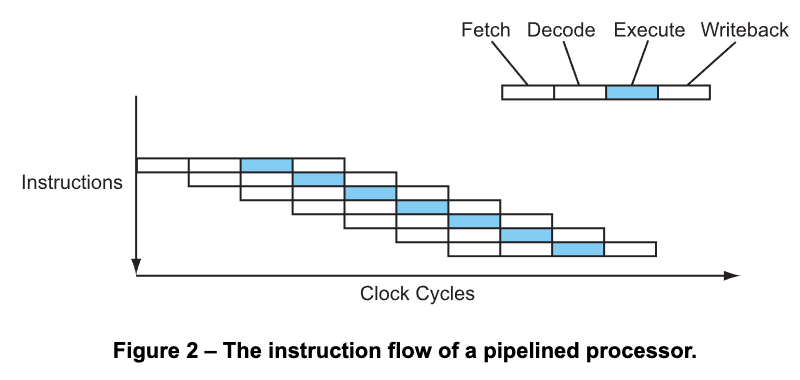 Fetch Decode Execute Writeback
Instructions
Clock Cycles
Figure 2 – The instruction flow of a pipelined processor.